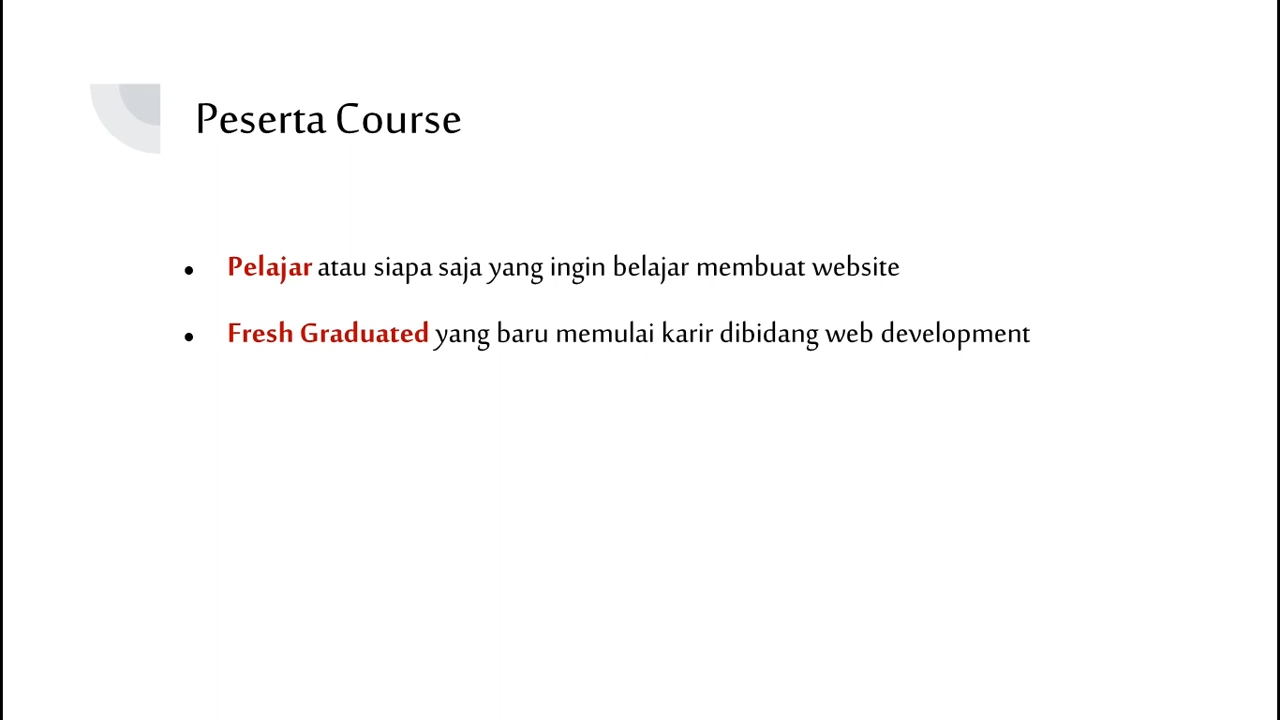 Peserta Course
• Pelajar atau siapa saja yang ingin belajar membuat website
• Fresh Graduated yang baru memulai karir dibidang web development